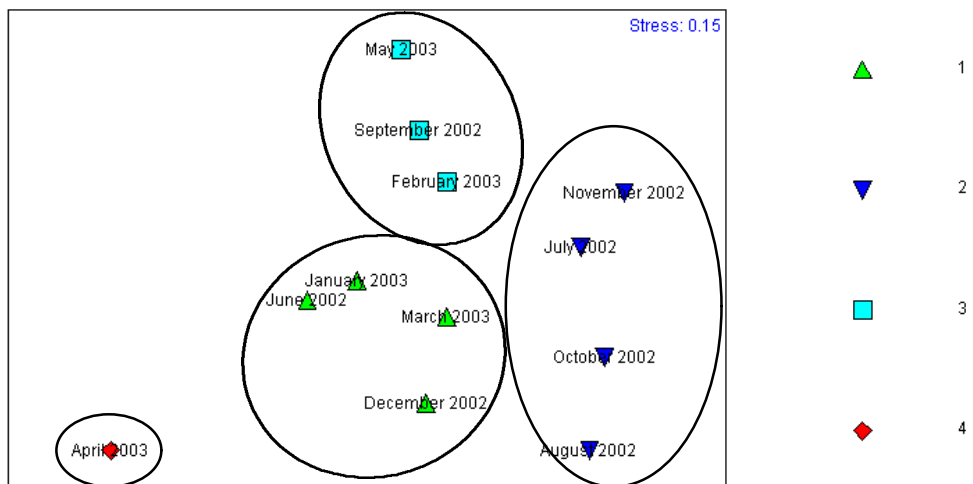 Stress: 0.15
May 2003
September 2002
February 2003
November 2002
July 2002
January 2003
June 2002
March 2003
October 2002
December 2002
April 2003
August 2002
1
2
3
4